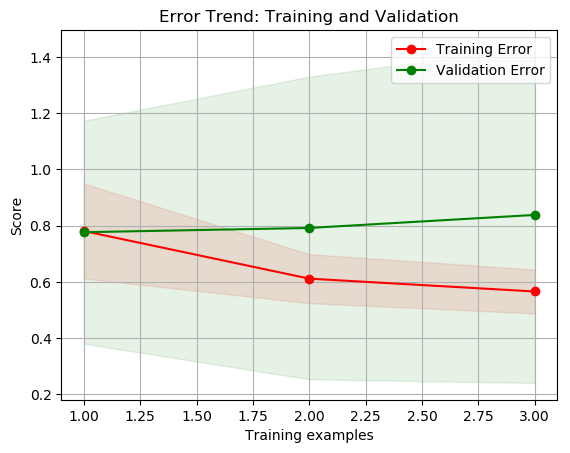 Error Trend: Training and Validation
Training Error
Validation Error
Score
1.4
1.2
1.0
0.8
0.6
0.4
0.2
1.00 1.25 1.50 1.75 2.00 2.25 2.50 2.75 3.00
Training examples